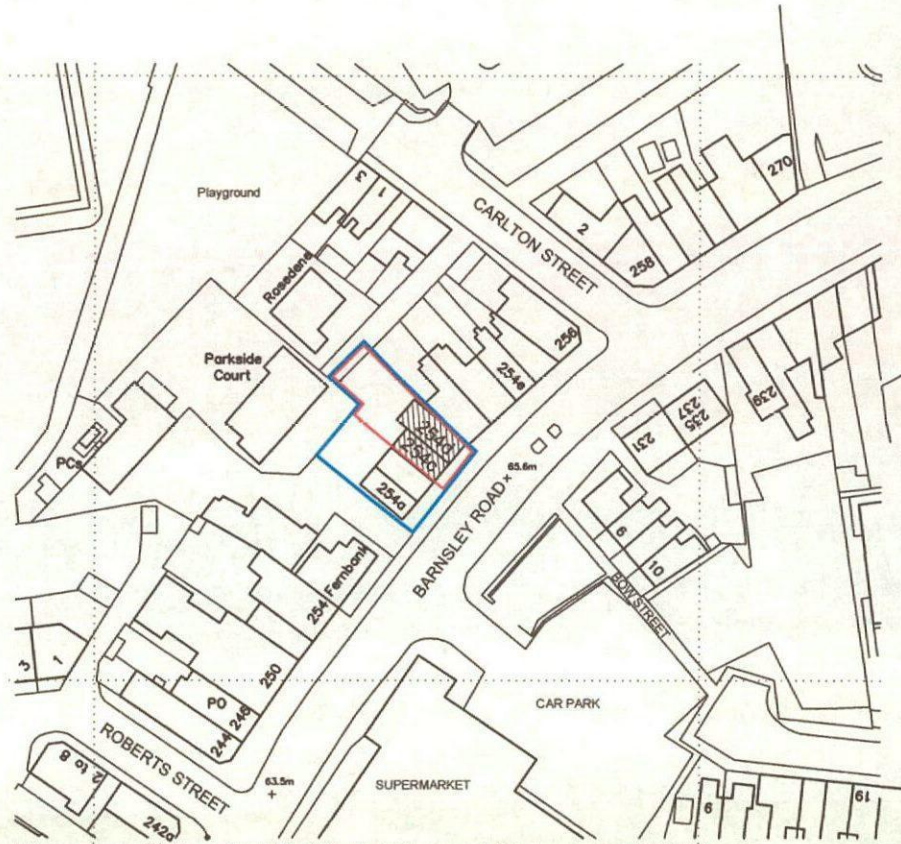 Playground
3
1
Rosedene
Parkside
Court
PCs
CARLTON STREET
2
258
270
256
254e
254d
254c
254a
65.6m
BARNSLEY ROAD
231
235
237
239
6
10
BOW STREET
254 Fernbank
250
PO
246
244
3
1
ROBERTS STREET
2 to 8
242a
63.5m
SUPERMARKET
CAR PARK
9
19